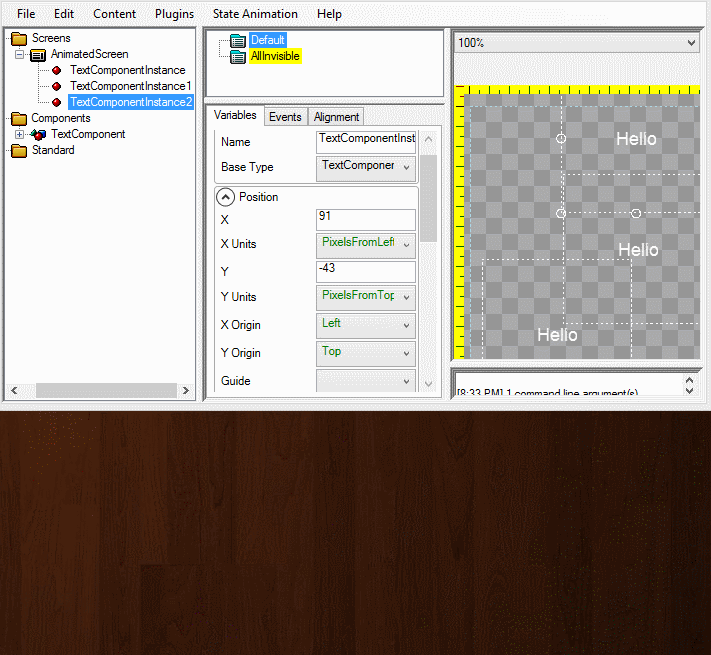 File Edit Content Plugins State Animation Help
Screens
AnimatedScreen
TextComponentInstance
TextComponentInstance1
TextComponentInstance2
Components
TextComponent
Standard
Default
AllInvisible
Variables Events Alignment
Name TextComponentInst
Base Type TextComponer
Position
X 91
X Units PixelsFromLeft
Y -43
Y Units PixelsFromTop
X Origin Left
Y Origin Top
Guide
100%
Hello
Hello
Hello
[8:33 PM] 1 command line argument(s)